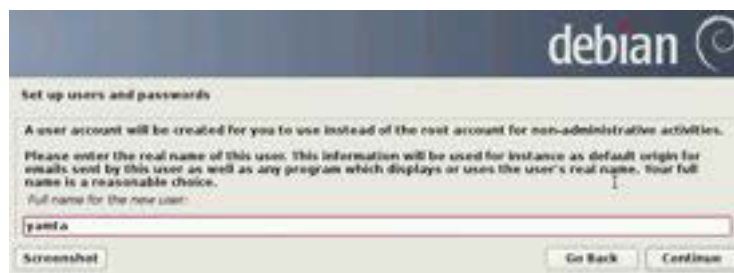 debian
Set up users and passwords
A user account will be created for you to use instead of the root account for non-administrative activities.
Please enter the real name of this user. This information will be used for instance as default origin for
emails sent by this user as well as any program which displays or uses the user's real name. Your full
name is a reasonable choice.
Full name for the new user:
yamta
Screenshot
Go Back
Continue